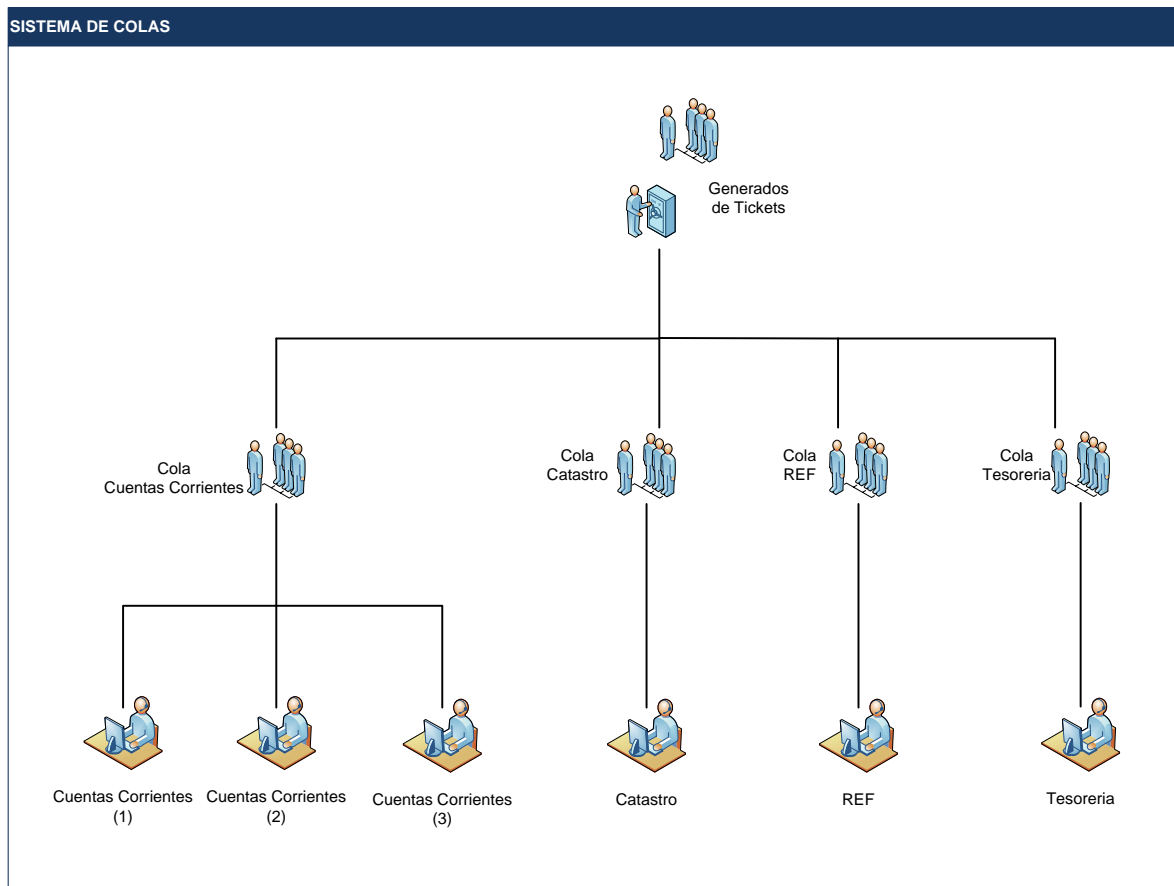 SISTEMA DE COLAS
Generados
de Tickets
Cola
Cuentas Corrientes
Cola
Catastro
Cola
REF
Cola
Tesoreria
Cuentas Corrientes
(1)
Cuentas Corrientes
(2)
Cuentas Corrientes
(3)
Catastro
REF
Tesoreria